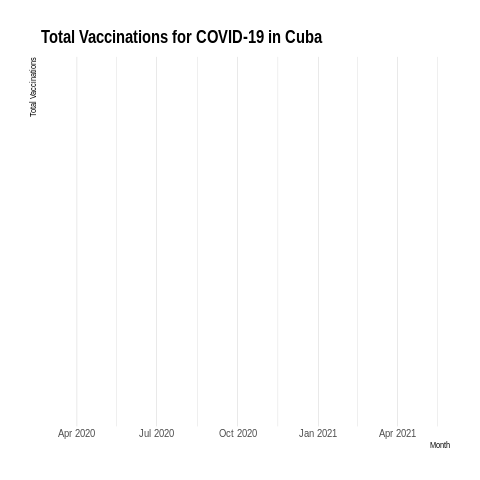 Total Vaccinations for COVID-19 in Cuba
Total Vaccinations
Apr 2020 Jul 2020 Oct 2020 Jan 2021 Apr 2021
Month